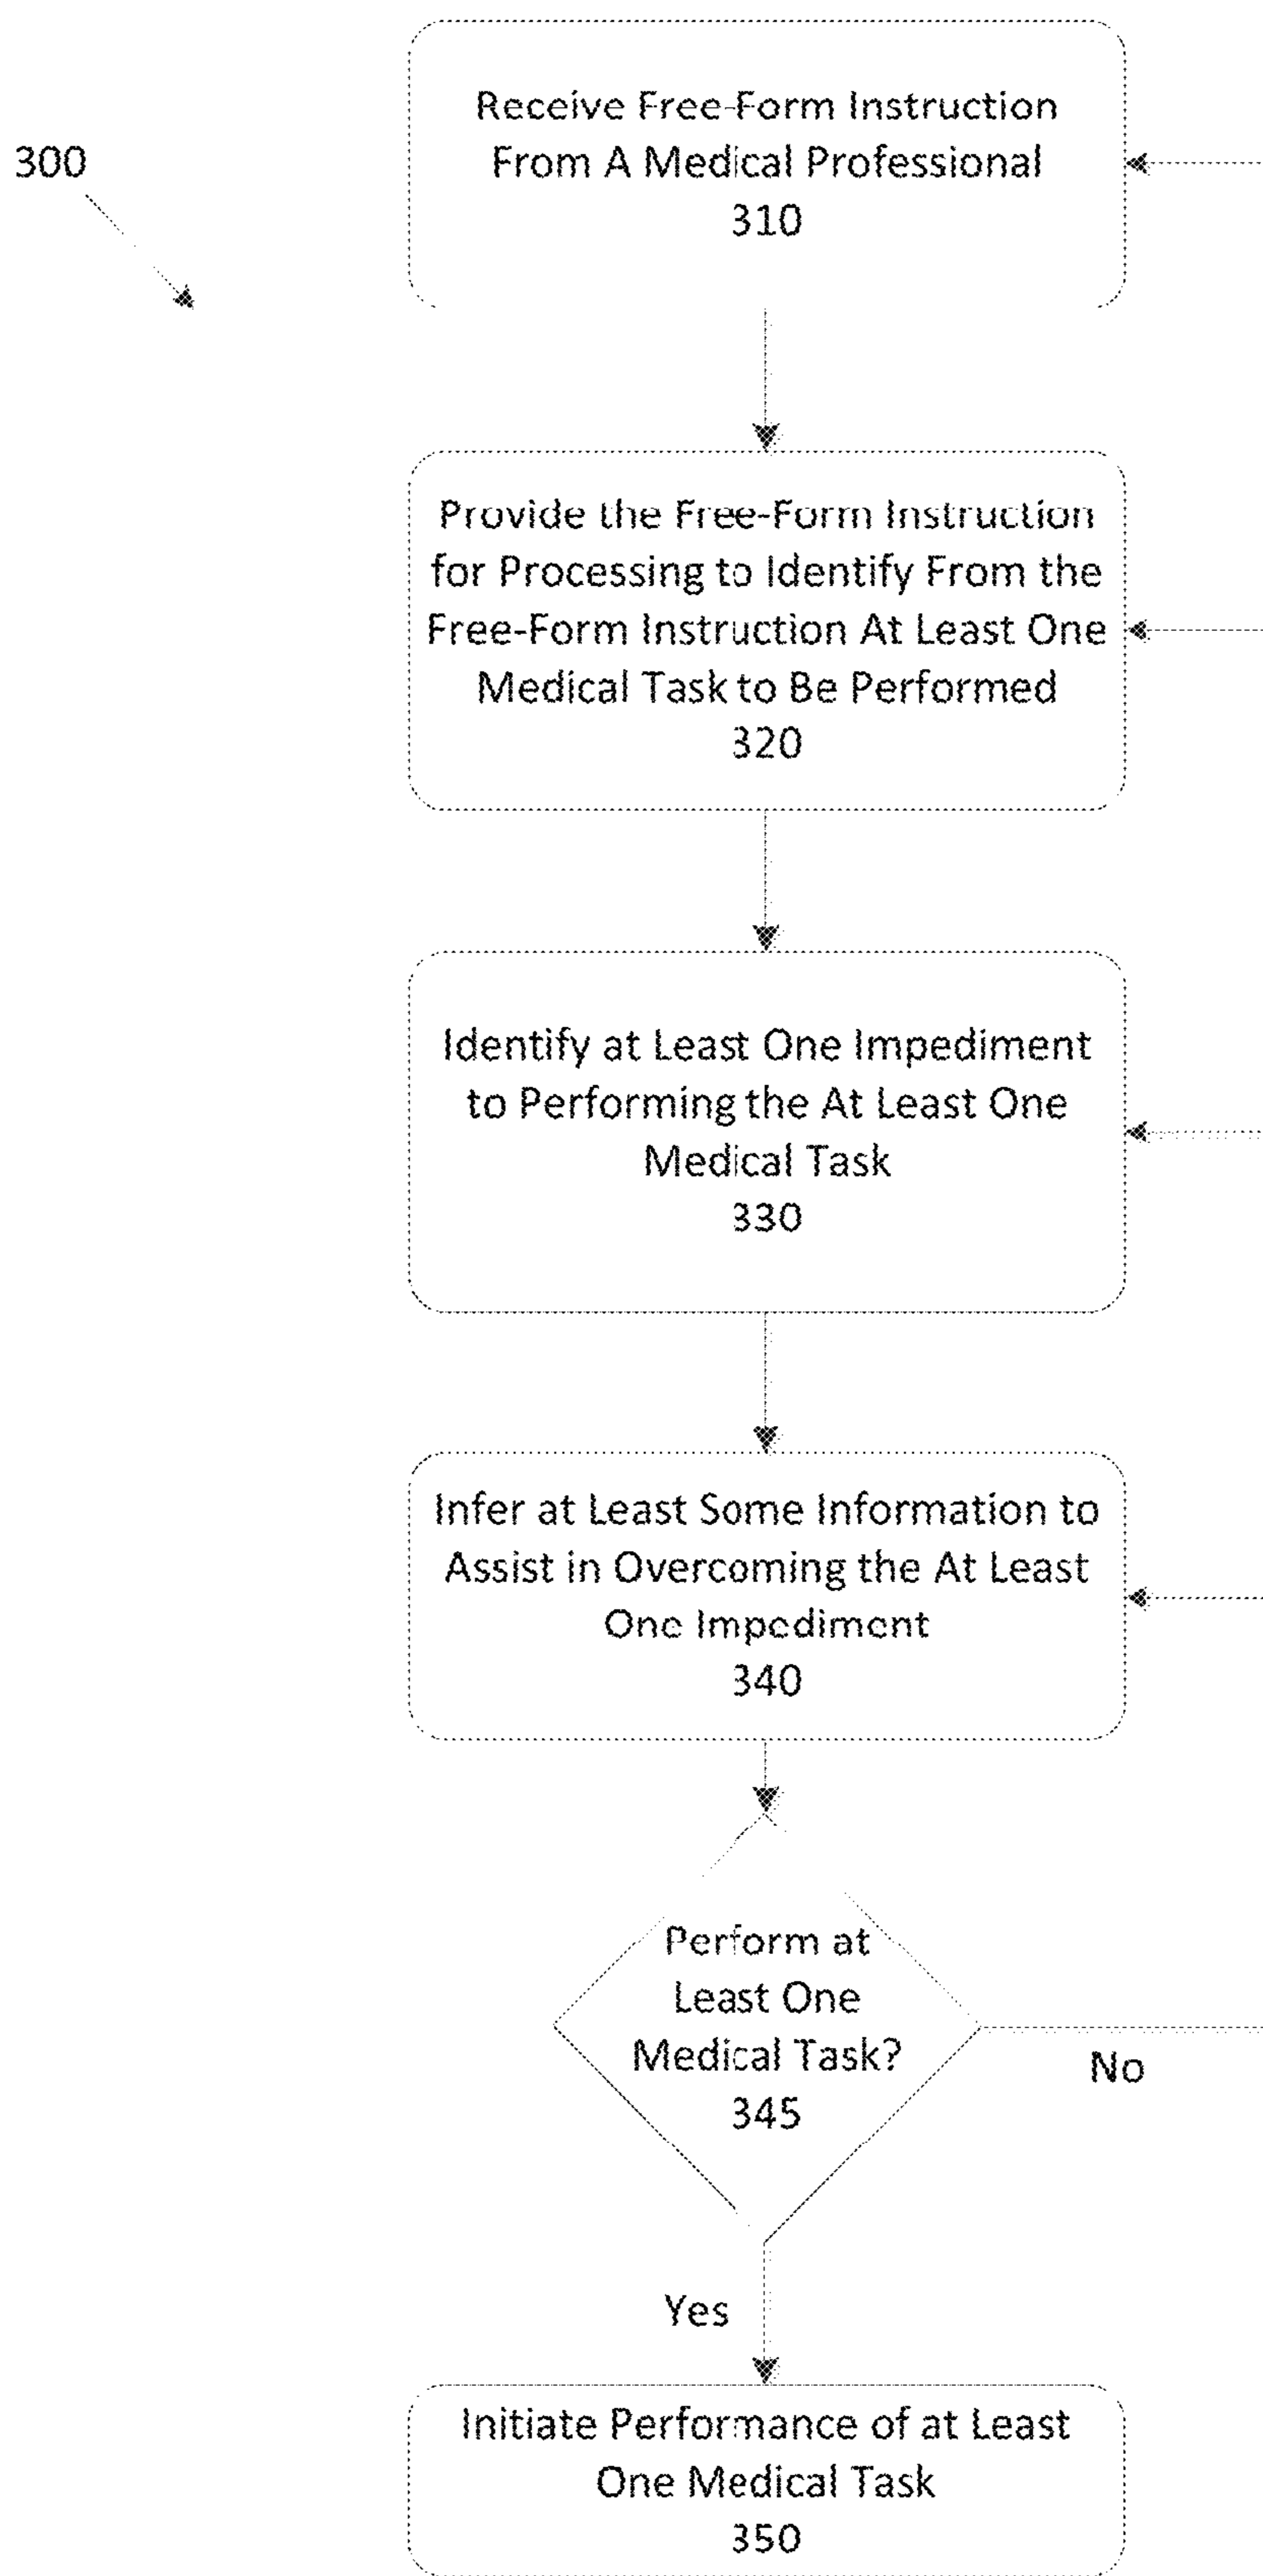 300
Receive Free-Form Instruction
From A Medical Professional
310
Provide the Free-Form Instruction
for Processing to Identify From the
Free-Form Instruction At Least One
Medical Task to Be Performed
320
Identify at Least One Impediment
to Performing the At Least One
Medical Task
330
Infer at Least Some Information to
Assist in Overcoming the At Least
One Impediment
340
Perform at
Least One
Medical Task?
345
No
Yes
Initiate Performance of at Least
One Medical Task
350